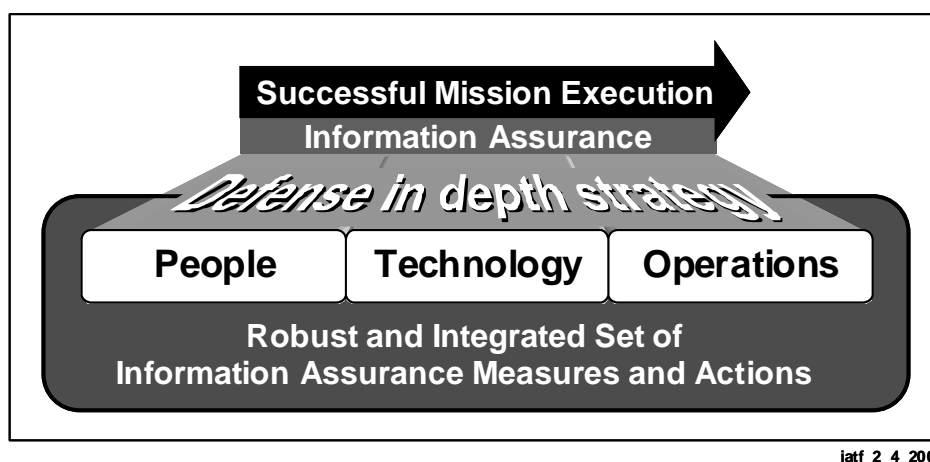 Successful Mission Execution
Information Assurance
Defense in depth strategy
People
Technology
Operations
Robust and Integrated Set of
Information Assurance Measures and Actions
iatf_2_4_200